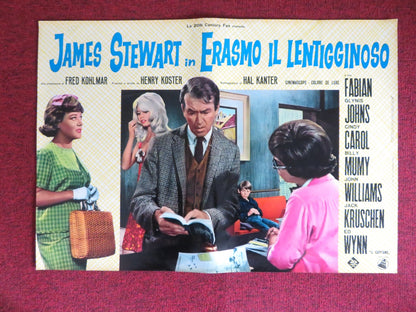 La 20th Century Fox presenta
JAMES STEWART in ERASMO IL LENTIGGINOSO
FRED KOHLMAR
HENRY KOSTER
HAL KANTER
CINEMASCOPE - COLORE DE LUXE
FABIAN
GLYNIS
JOHNS
CINDY
CAROL
BILLY
MUMY
JOHN
WILLIAMS
JACK
KRUSCHEN
ED
WYNN